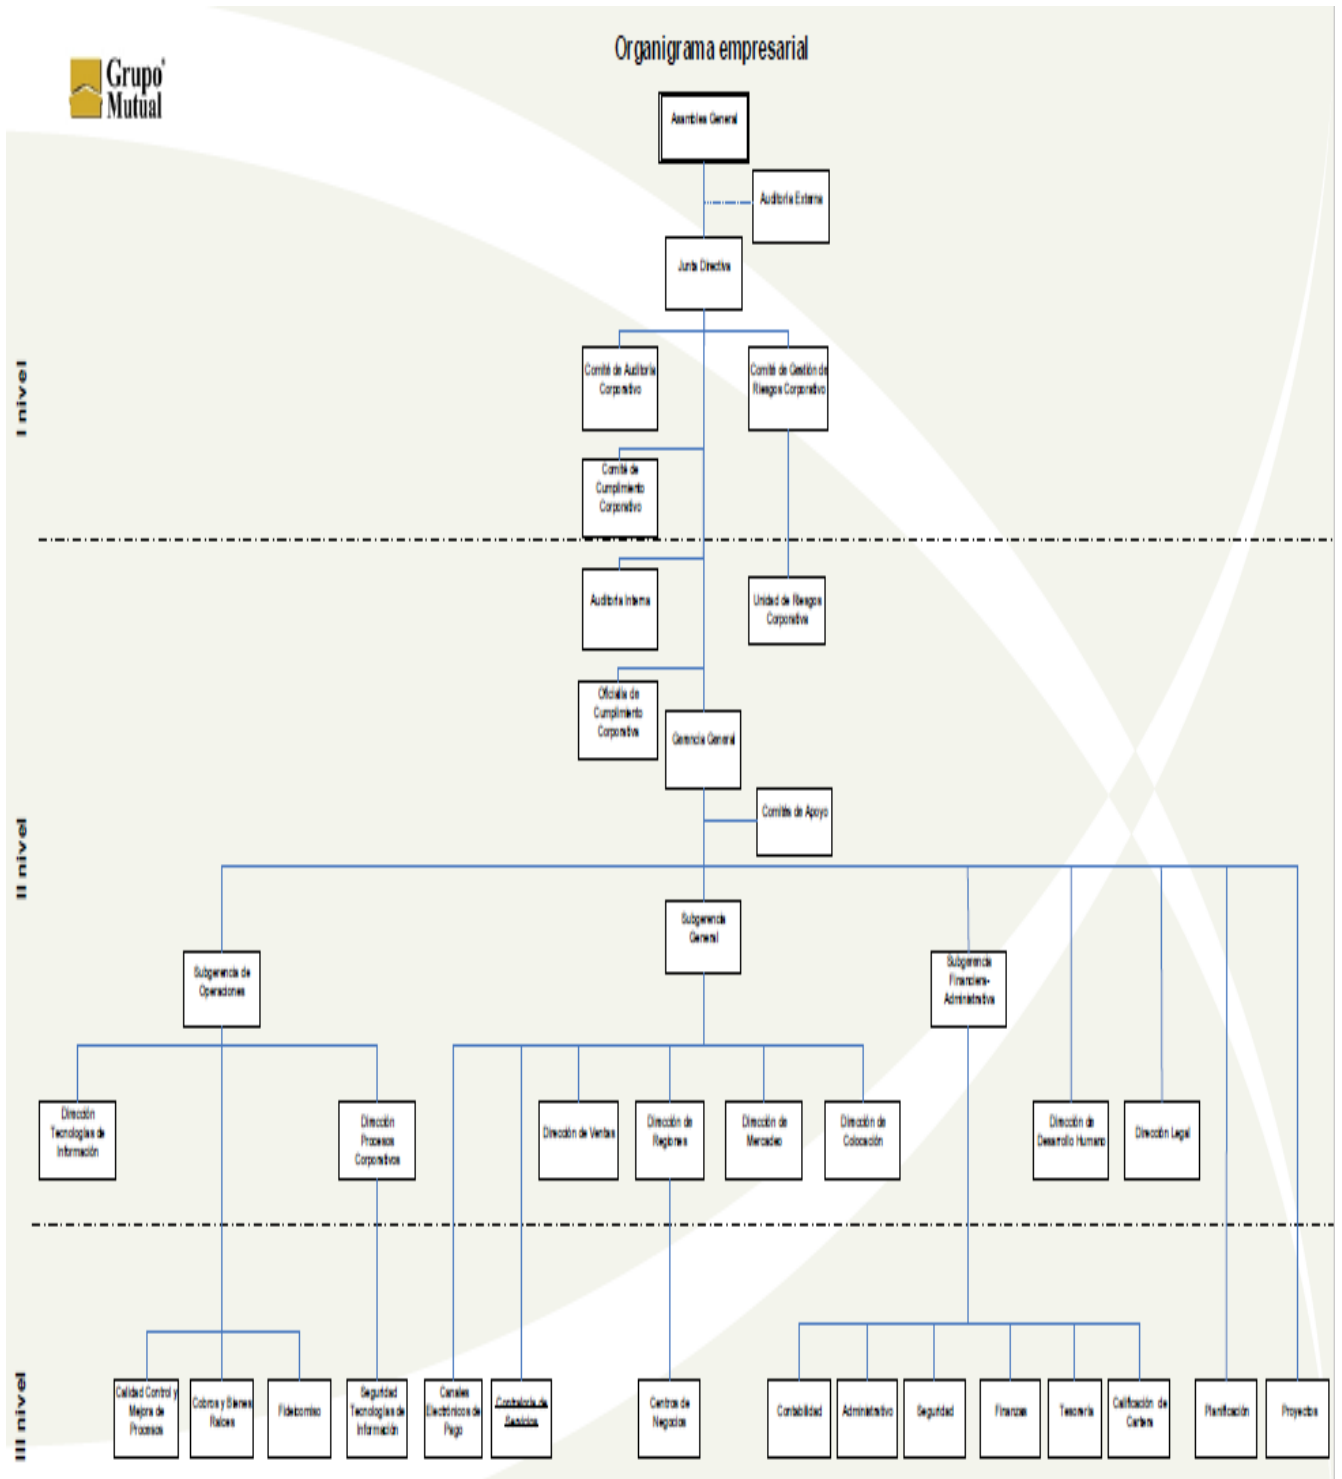 Organigrama empresarial
Grupo
Mutual
Asamblea General
Auditoría Externa
Junta Directiva
I nivel
Comité de Auditoría
Corporativo
Comité de Gestión de
Riesgos Corporativo
Comité de
Cumplimiento
Corporativo
Auditoría Interna
Unidad de Riesgos
Corporativa
Oficialía de
Cumplimiento
Corporativa
Gerencia General
II nivel
Comités de Apoyo
Subgerencia
General
Subgerencia de
Operaciones
Subgerencia
Financiera-
Administrativa
Dirección
Tecnologías de
Información
Dirección
Procesos
Corporativos
Dirección de Ventas
Dirección de
Regiones
Dirección de
Mercadeo
Dirección de
Colocación
Dirección de
Desarrollo Humano
Dirección Legal
III nivel
Calidad Control y
Mejora de
Procesos
Cobros y Bienes
Raíces
Fideicomiso
Seguridad
Tecnologías de
Información
Canales
Electrónicos de
Pago
Contraloría de
Servicios
Centros de
Negocios
Contabilidad
Administrativo
Seguridad
Finanzas
Tesorería
Calificación de
Cartera
Planificación
Proyectos